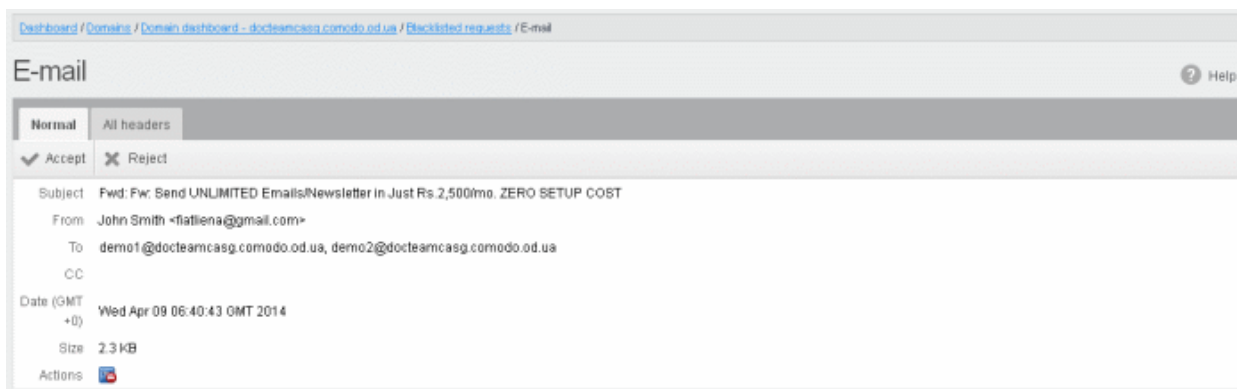 Dashboard / Domains / Domain dashboard - docteamcasg.comodo.od.ua / Blacklisted requests / E-mail
E-mail
Help
Normal All headers
Accept Reject
Subject Fwd: Fw: Send UNLIMITED Emails/Newsletter in Just Rs.2,500/mo. ZERO SETUP COST
From John Smith <fiatliena@gmail.com>
To demo1@docteamcasg.comodo.od.ua, demo2@docteamcasg.comodo.od.ua
CC
Date (GMT
+0) Wed Apr 09 06:40:43 GMT 2014
Size 2.3 KB
Actions